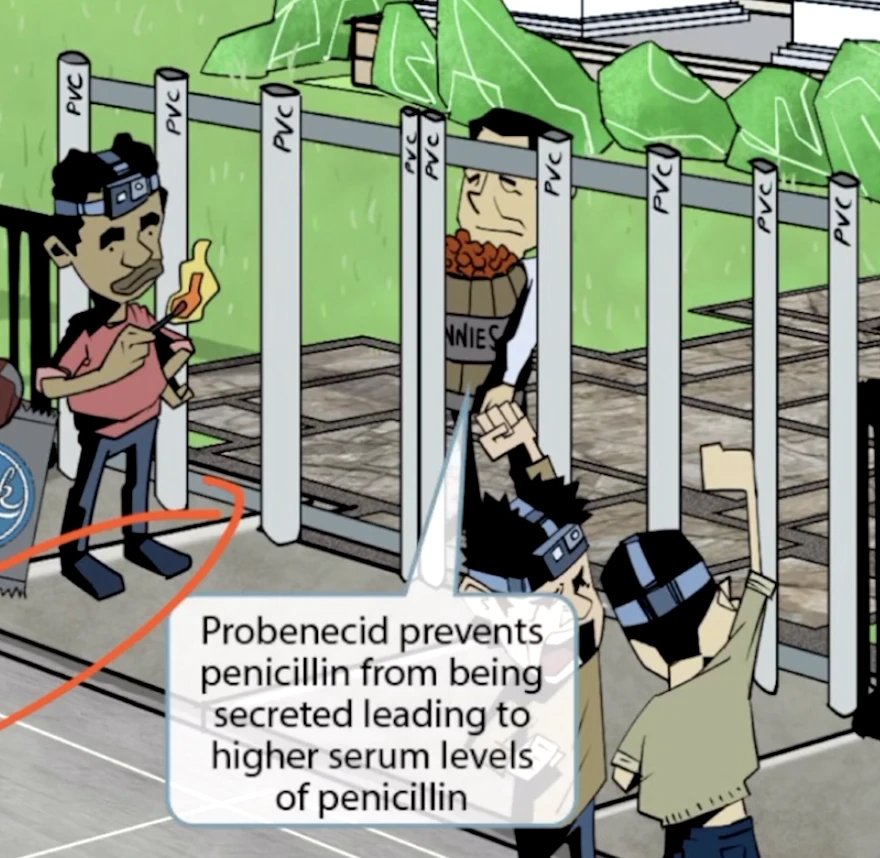 PVC
PVC
PVC
PVC
PVC
PVC
PVC
PVC
PVC
NNIES
k
Probenecid prevents
penicillin from being
secreted leading to
higher serum levels
of penicillin